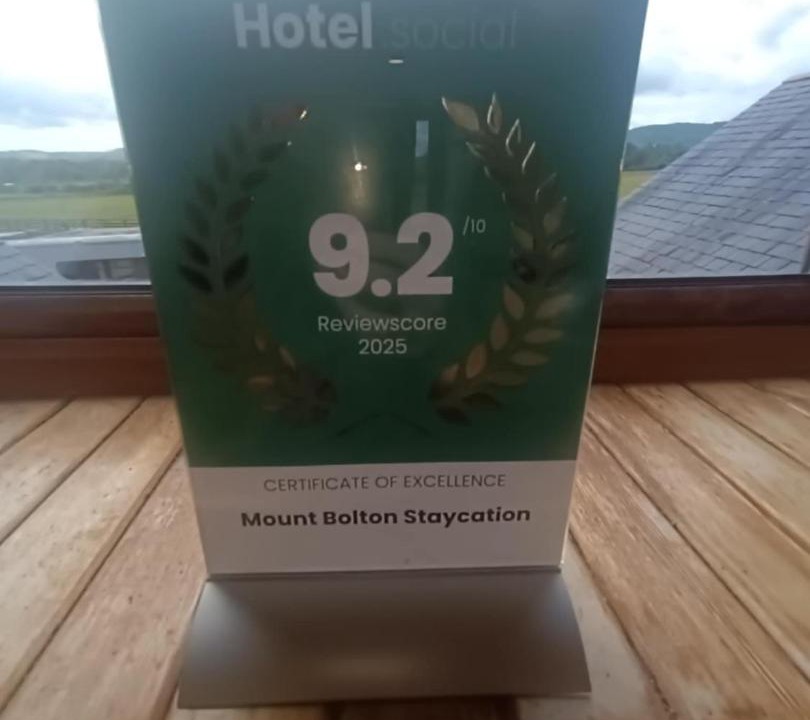 Hotel.social
9.2 /10
Reviewscore
2025
CERTIFICATE OF EXCELLENCE
Mount Bolton Staycation